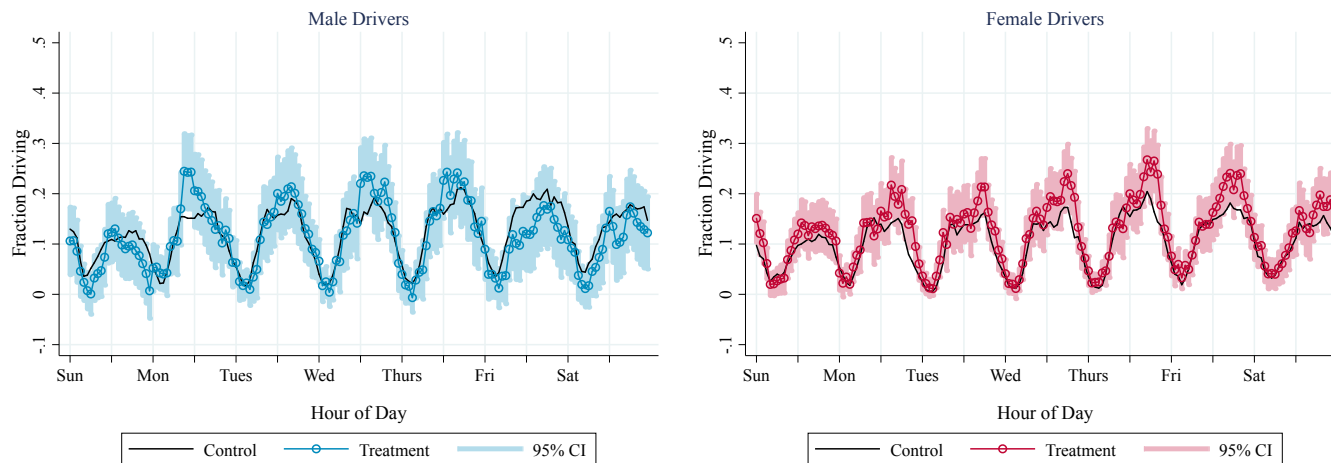 Male Drivers
.5
.4
.3
.2
.1
0
-.1
Fraction Driving
Sun Mon Tues Wed Thurs Fri Sat
Hour of Day
Control Treatment 95% CI
Female Drivers
.5
.4
.3
.2
.1
0
-.1
Fraction Driving
Sun Mon Tues Wed Thurs Fri Sat
Hour of Day
Control Treatment 95% CI